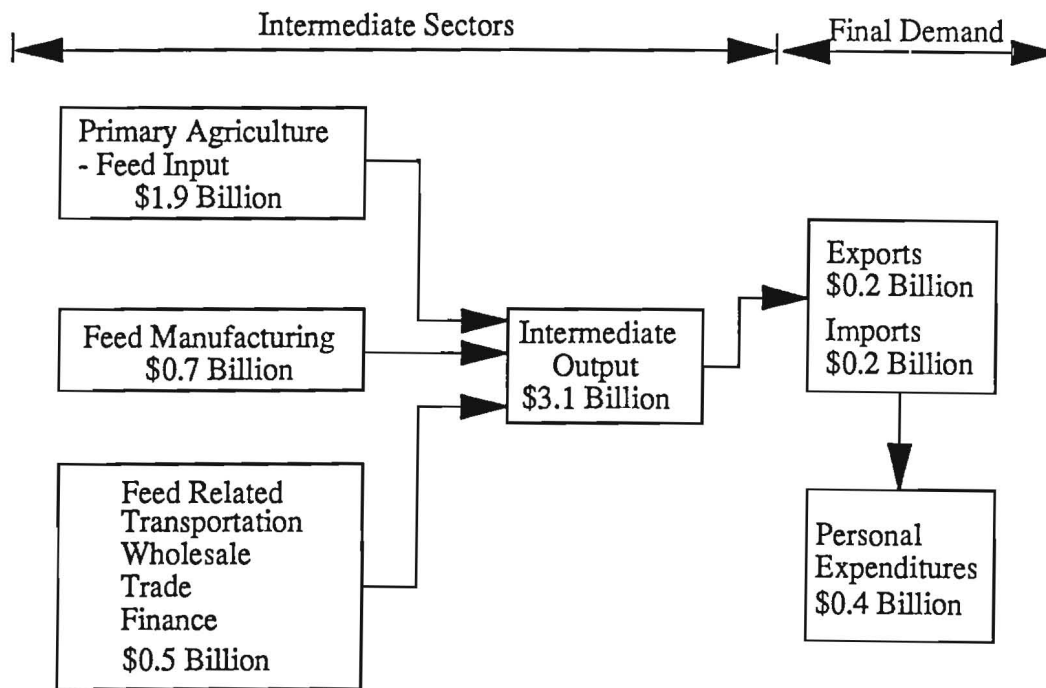 Intermediate Sectors
Final Demand
Primary Agriculture
- Feed Input
$1.9 Billion
Feed Manufacturing
$0.7 Billion
Feed Related
Transportation
Wholesale
Trade
Finance
$0.5 Billion
Intermediate
Output
$3.1 Billion
Exports
$0.2 Billion
Imports
$0.2 Billion
Personal
Expenditures
$0.4 Billion